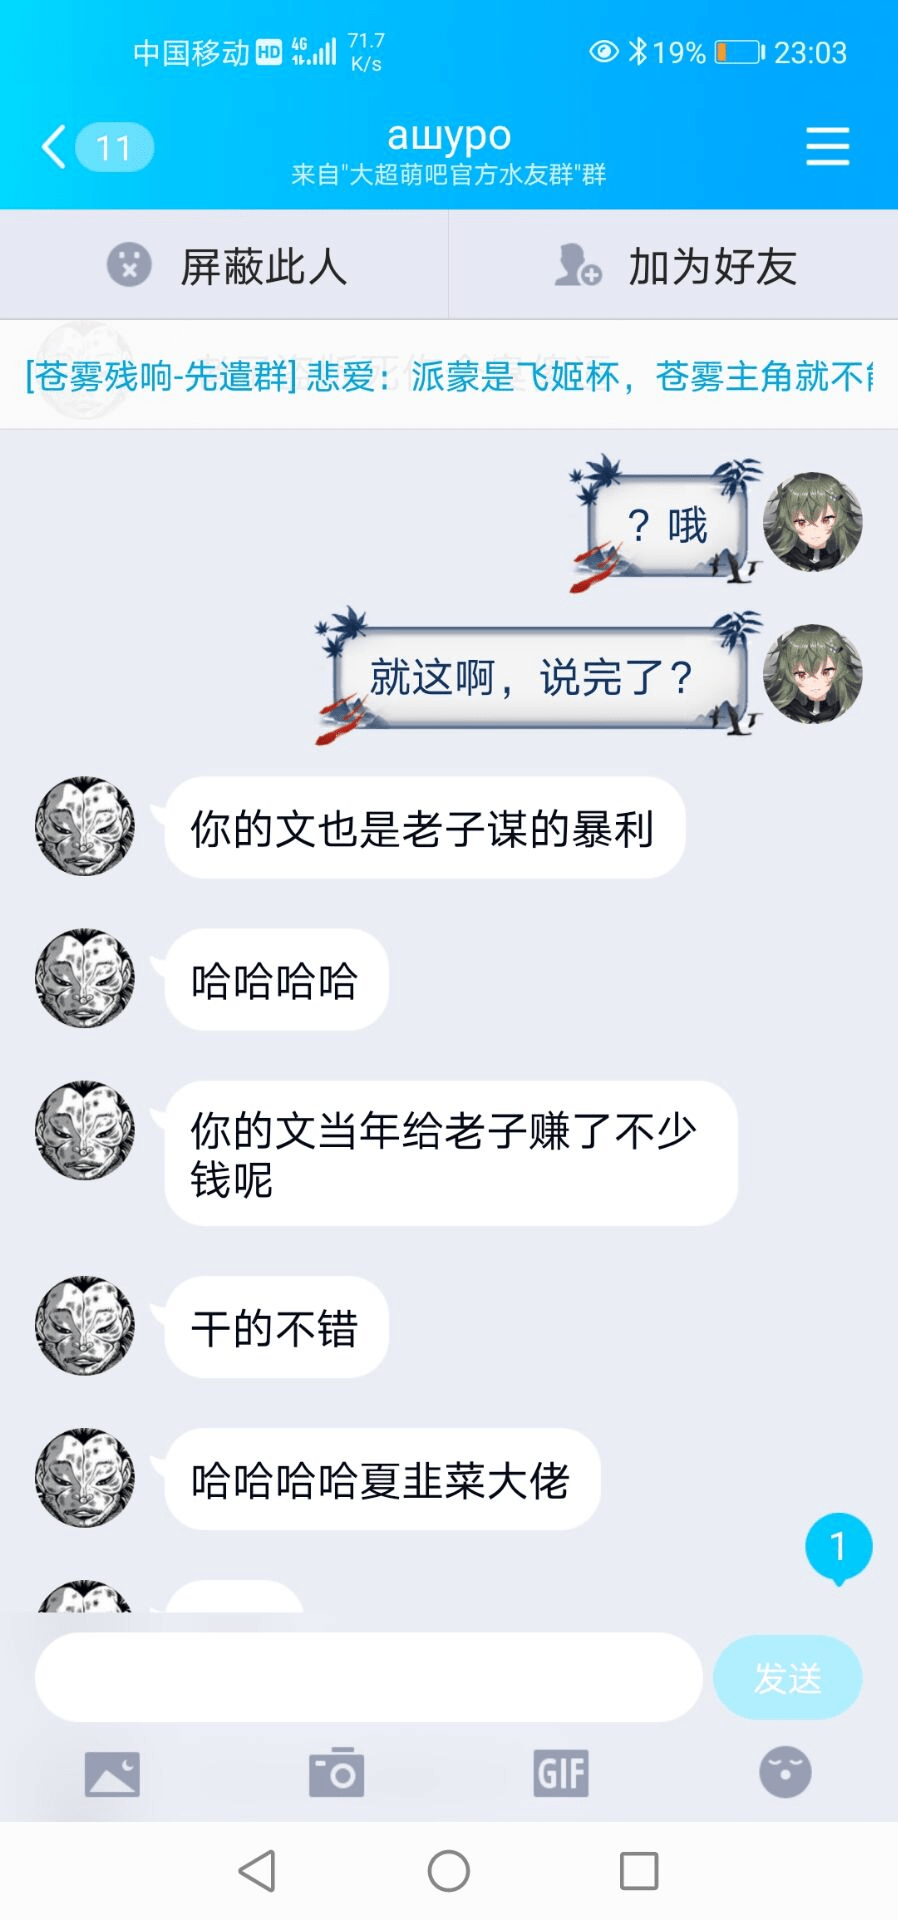 中国移动 HD 4G 71.7 K/s 19% 23:03
11
ашуро
来自"大超萌吧官方水友群"群
屏蔽此人
加为好友
[苍雾残响-先遣群] 悲爱：派蒙是飞姬杯，苍雾主角就不
？哦
就这啊，说完了？
你的文也是老子谋的暴利
哈哈哈哈
你的文当年给老子赚了不少
钱呢
干的不错
哈哈哈哈夏韭菜大佬
1
发送
GIF